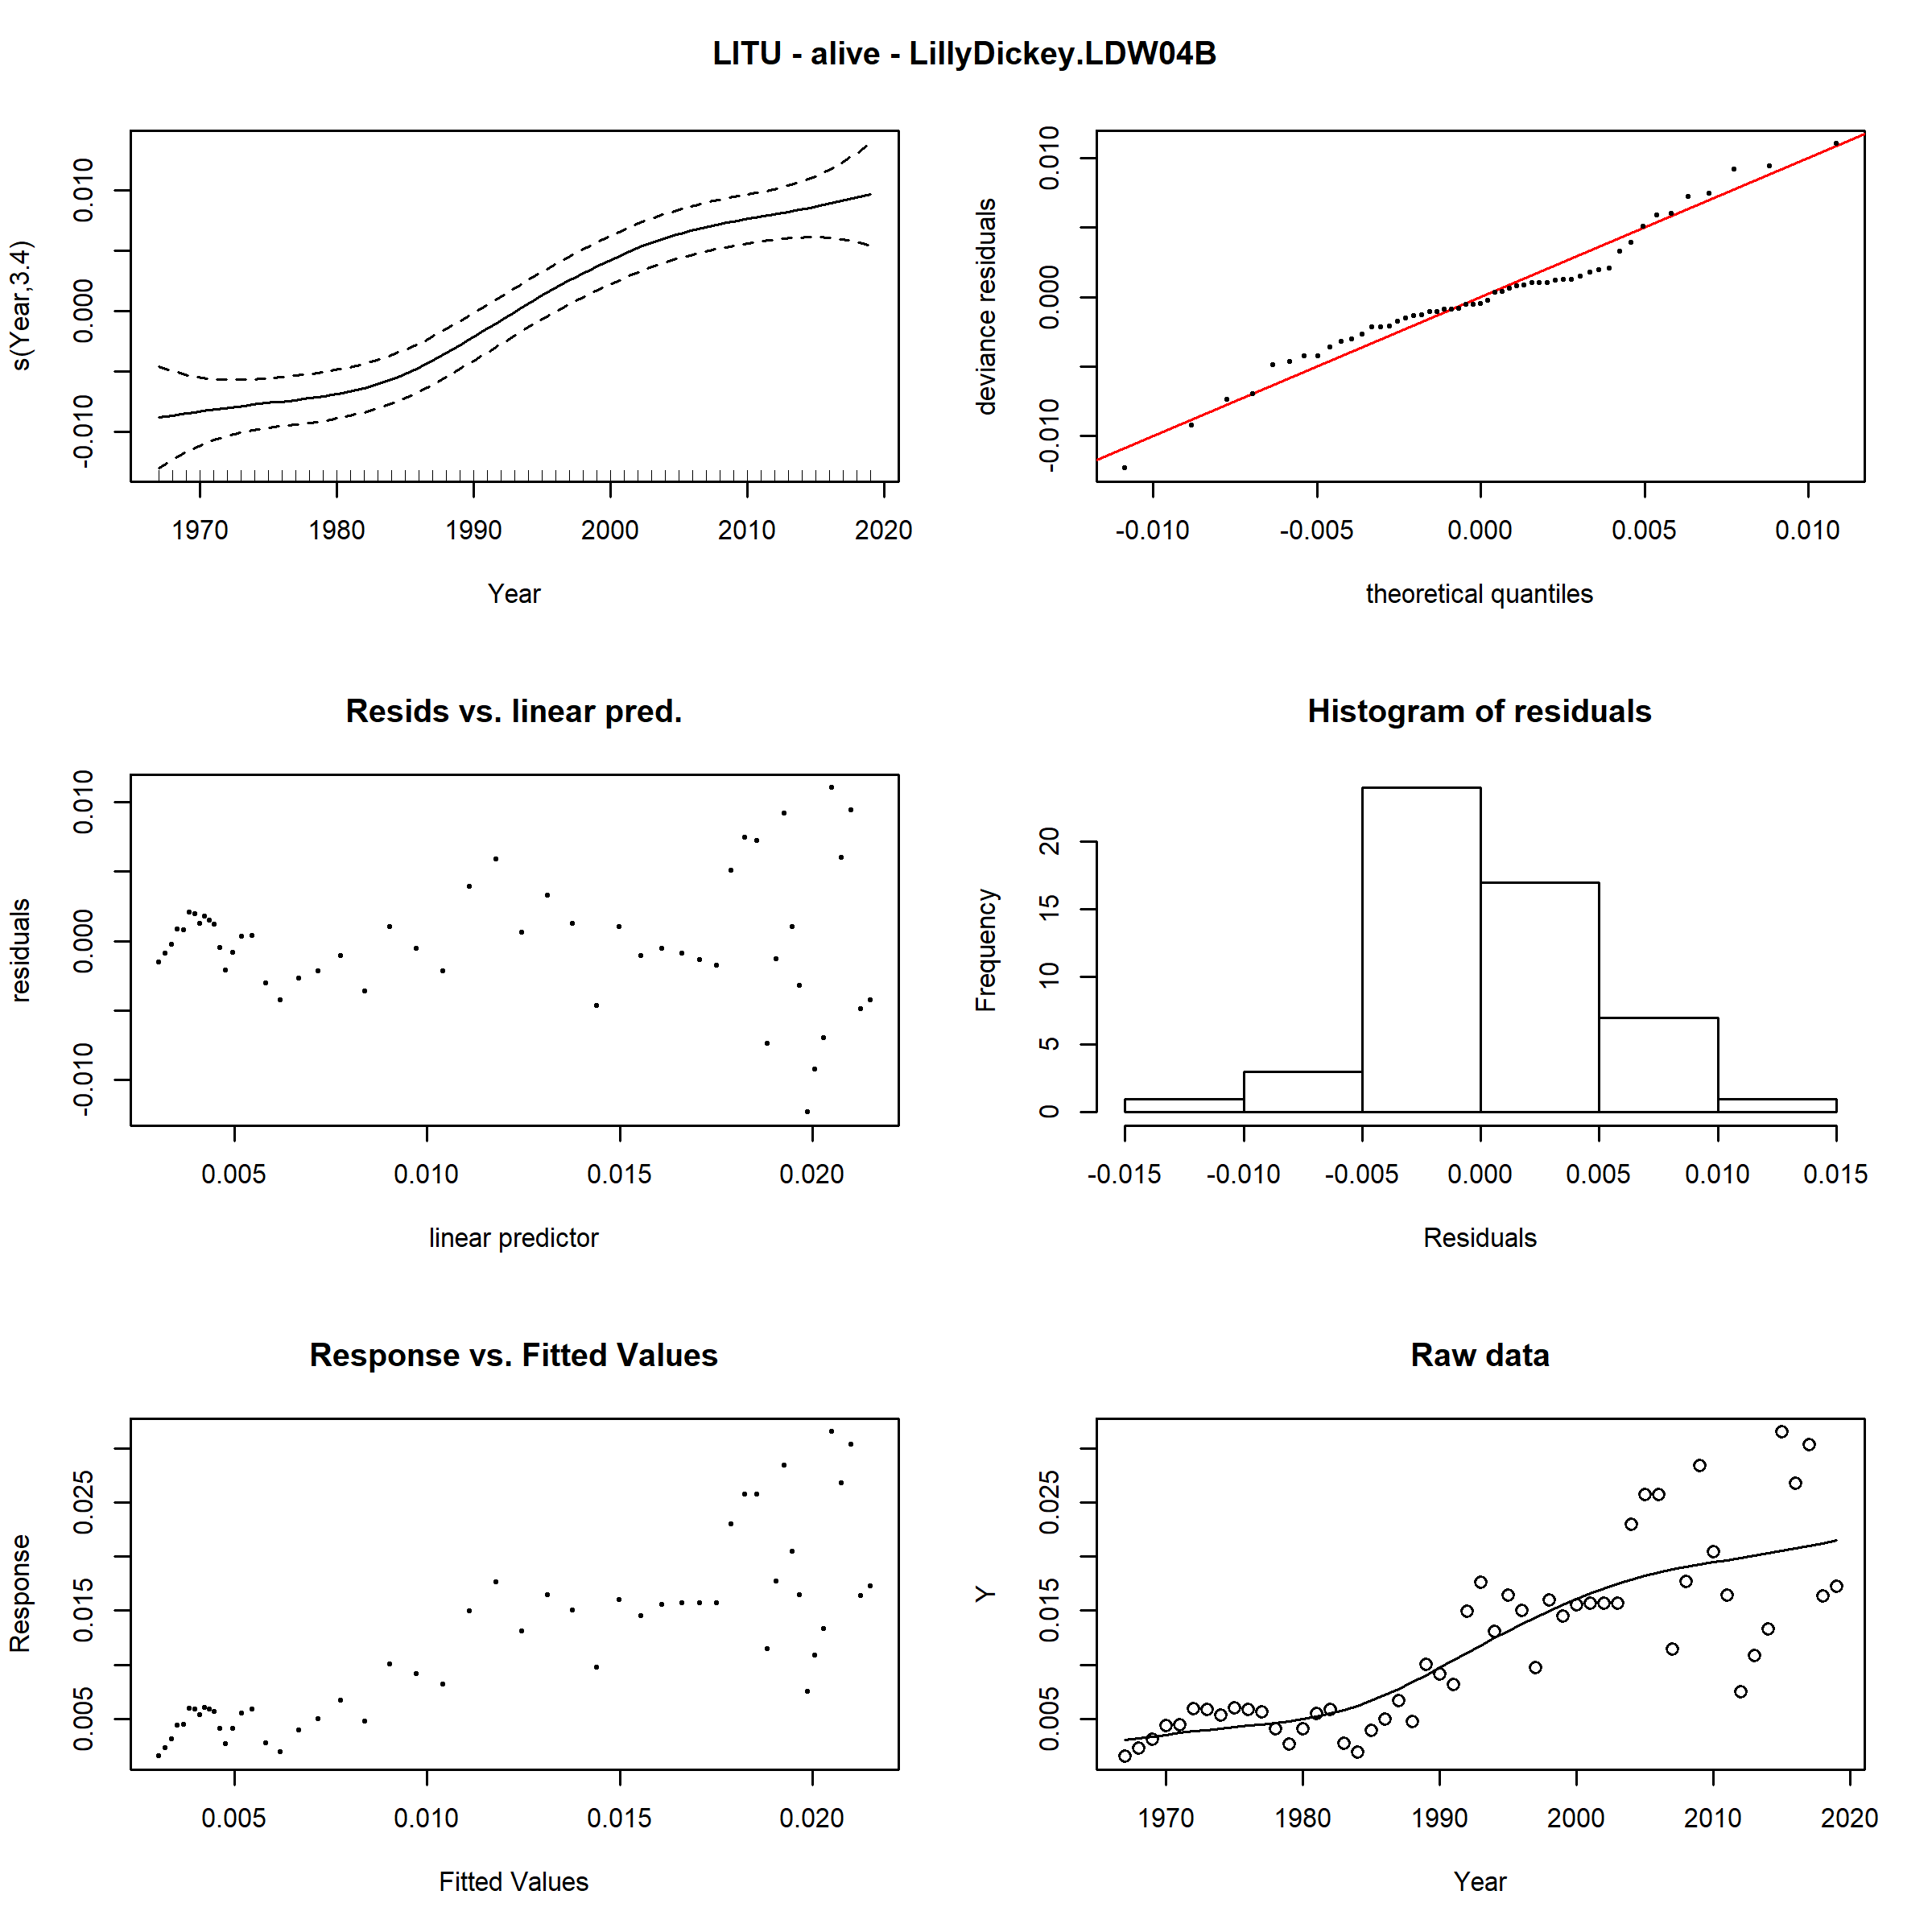 LITU - alive - LillyDickey.LDW04B
s(Year,3.4)
-0.010 0.000 0.010
1970 1980 1990 2000 2010 2020
Year
deviance residuals
-0.010 0.000 0.010
-0.010 -0.005 0.000 0.005 0.010
theoretical quantiles
Resids vs. linear pred.
residuals
-0.010 0.000 0.010
0.005 0.010 0.015 0.020
linear predictor
Histogram of residuals
Frequency
0 5 10 15 20
-0.015 -0.010 -0.005 0.000 0.005 0.010 0.015
Residuals
Response vs. Fitted Values
Response
0.005 0.015 0.025
0.005 0.010 0.015 0.020
Fitted Values
Raw data
Y
0.005 0.015 0.025
1970 1980 1990 2000 2010 2020
Year